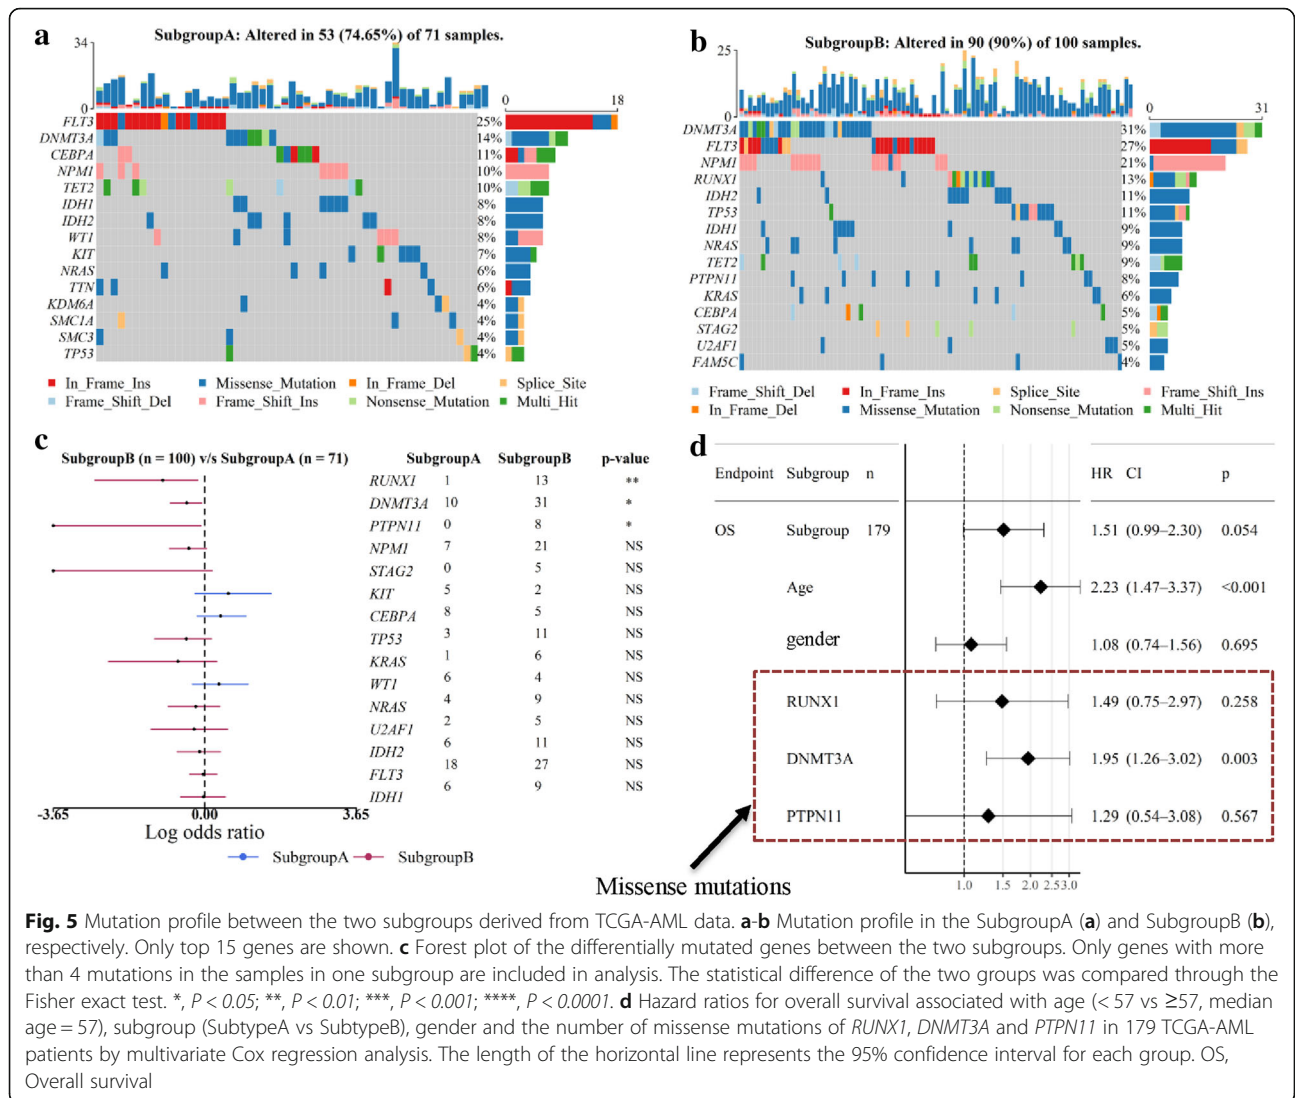 a
SubgroupA: Altered in 53 (74.65%) of 71 samples.
34
0
0 18
FLT3 25%
DNMT3A 14%
CEBPA 11%
NPM1 10%
TET2 10%
IDH1 8%
IDH2 8%
WT1 8%
KIT 7%
NRAS 6%
TTN 6%
KDM6A 4%
SMC1A 4%
SMC3 4%
TP53 4%
In_Frame_Ins Missense_Mutation In_Frame_Del Splice_Site
Frame_Shift_Del Frame_Shift_Ins Nonsense_Mutation Multi_Hit
b
SubgroupB: Altered in 90 (90%) of 100 samples.
25
0
0 31
DNMT3A 31%
FLT3 27%
NPM1 21%
RUNX1 13%
IDH2 11%
TP53 11%
IDH1 9%
NRAS 9%
TET2 9%
PTPN11 8%
KRAS 6%
CEBPA 5%
STAG2 5%
U2AF1 5%
FAM5C 4%
Frame_Shift_Del In_Frame_Ins Splice_Site Frame_Shift_Ins
In_Frame_Del Missense_Mutation Nonsense_Mutation Multi_Hit
c
SubgroupB (n = 100) v/s SubgroupA (n = 71) SubgroupA SubgroupB p-value
RUNX1 1 13 **
DNMT3A 10 31 *
PTPN11 0 8 *
NPM1 7 21 NS
STAG2 0 5 NS
KIT 5 2 NS
CEBPA 8 5 NS
TP53 3 11 NS
KRAS 1 6 NS
WT1 6 4 NS
NRAS 4 9 NS
U2AF1 2 5 NS
IDH2 6 11 NS
FLT3 18 27 NS
IDH1 6 9 NS
-3.65 0.00 3.65
Log odds ratio
SubgroupA SubgroupB
d
Endpoint Subgroup n HR CI p
OS Subgroup 179 1.51 (0.99–2.30) 0.054
Age 2.23 (1.47–3.37) <0.001
gender 1.08 (0.74–1.56) 0.695
RUNX1 1.49 (0.75–2.97) 0.258
DNMT3A 1.95 (1.26–3.02) 0.003
PTPN11 1.29 (0.54–3.08) 0.567
1.0 1.5 2.0 2.5 3.0
Missense mutations
Fig. 5 Mutation profile between the two subgroups derived from TCGA-AML data. a-b Mutation profile in the SubgroupA (a) and SubgroupB (b),
respectively. Only top 15 genes are shown. c Forest plot of the differentially mutated genes between the two subgroups. Only genes with more
than 4 mutations in the samples in one subgroup are included in analysis. The statistical difference of the two groups was compared through the
Fisher exact test. *, P < 0.05; **, P < 0.01; ***, P < 0.001; ****, P < 0.0001. d Hazard ratios for overall survival associated with age (< 57 vs ≥57, median
age = 57), subgroup (SubtypeA vs SubtypeB), gender and the number of missense mutations of RUNX1, DNMT3A and PTPN11 in 179 TCGA-AML
patients by multivariate Cox regression analysis. The length of the horizontal line represents the 95% confidence interval for each group. OS,
Overall survival